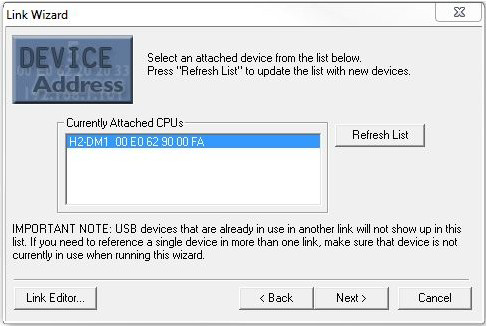 Link Wizard
DEVICE
Address
Select an attached device from the list below.
Press "Refresh List" to update the list with new devices.
Currently Attached CPUs
H2-DM1 00 E0 62 90 00 FA
Refresh List
IMPORTANT NOTE: USB devices that are already in use in another link will not show up in this
list. If you need to reference a single device in more than one link, make sure that device is not
currently in use when running this wizard.
Link Editor...
< Back
Next >
Cancel